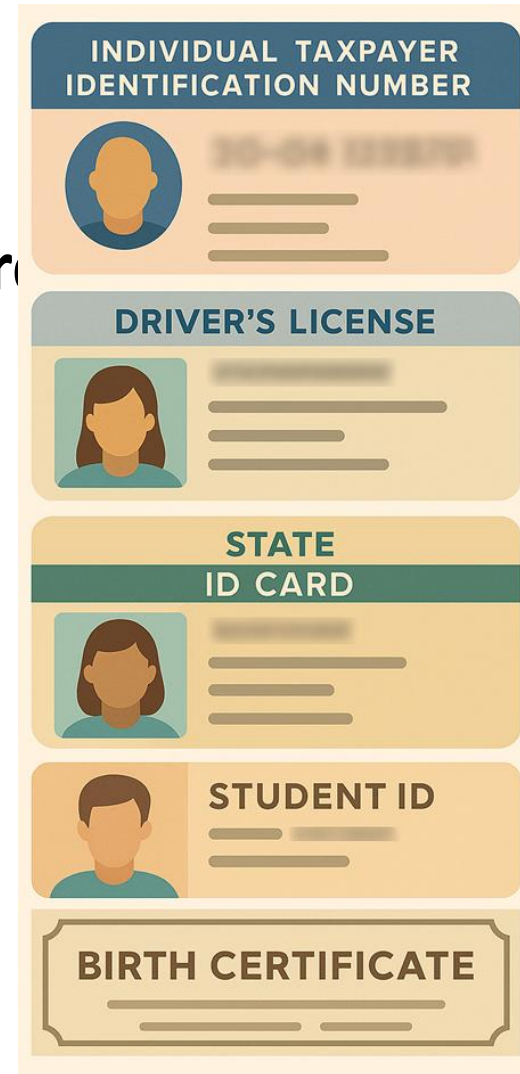 INDIVIDUAL TAXPAYER
IDENTIFICATION NUMBER
DRIVER'S LICENSE
STATE
ID CARD
STUDENT ID
BIRTH CERTIFICATE